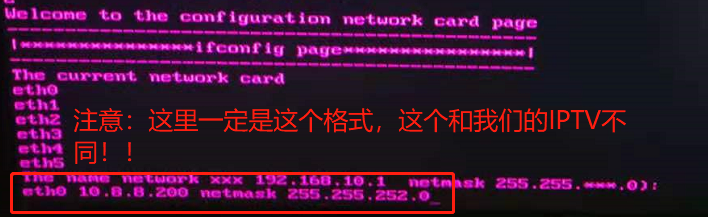 Welcome to the configuration network card page
|***************ifconfig page***************|
The current network card
eth0
eth1
eth2
eth3
eth4
eth5
注意：这里一定是这个格式，这个和我们的IPTV不
同！！
The name network xxx 192.168.10.1 netmask 255.255.***.0):
eth0 10.8.8.200 netmask 255.255.252.0_